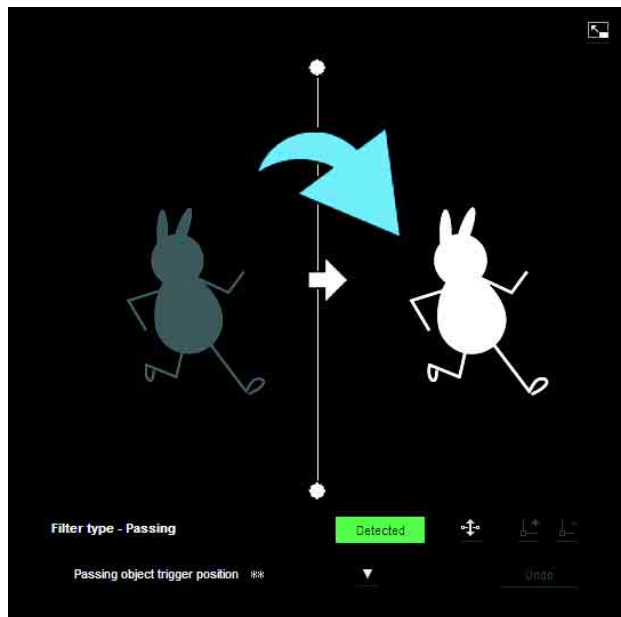 Filter type - Passing
Detected
Passing object trigger position **
Undo